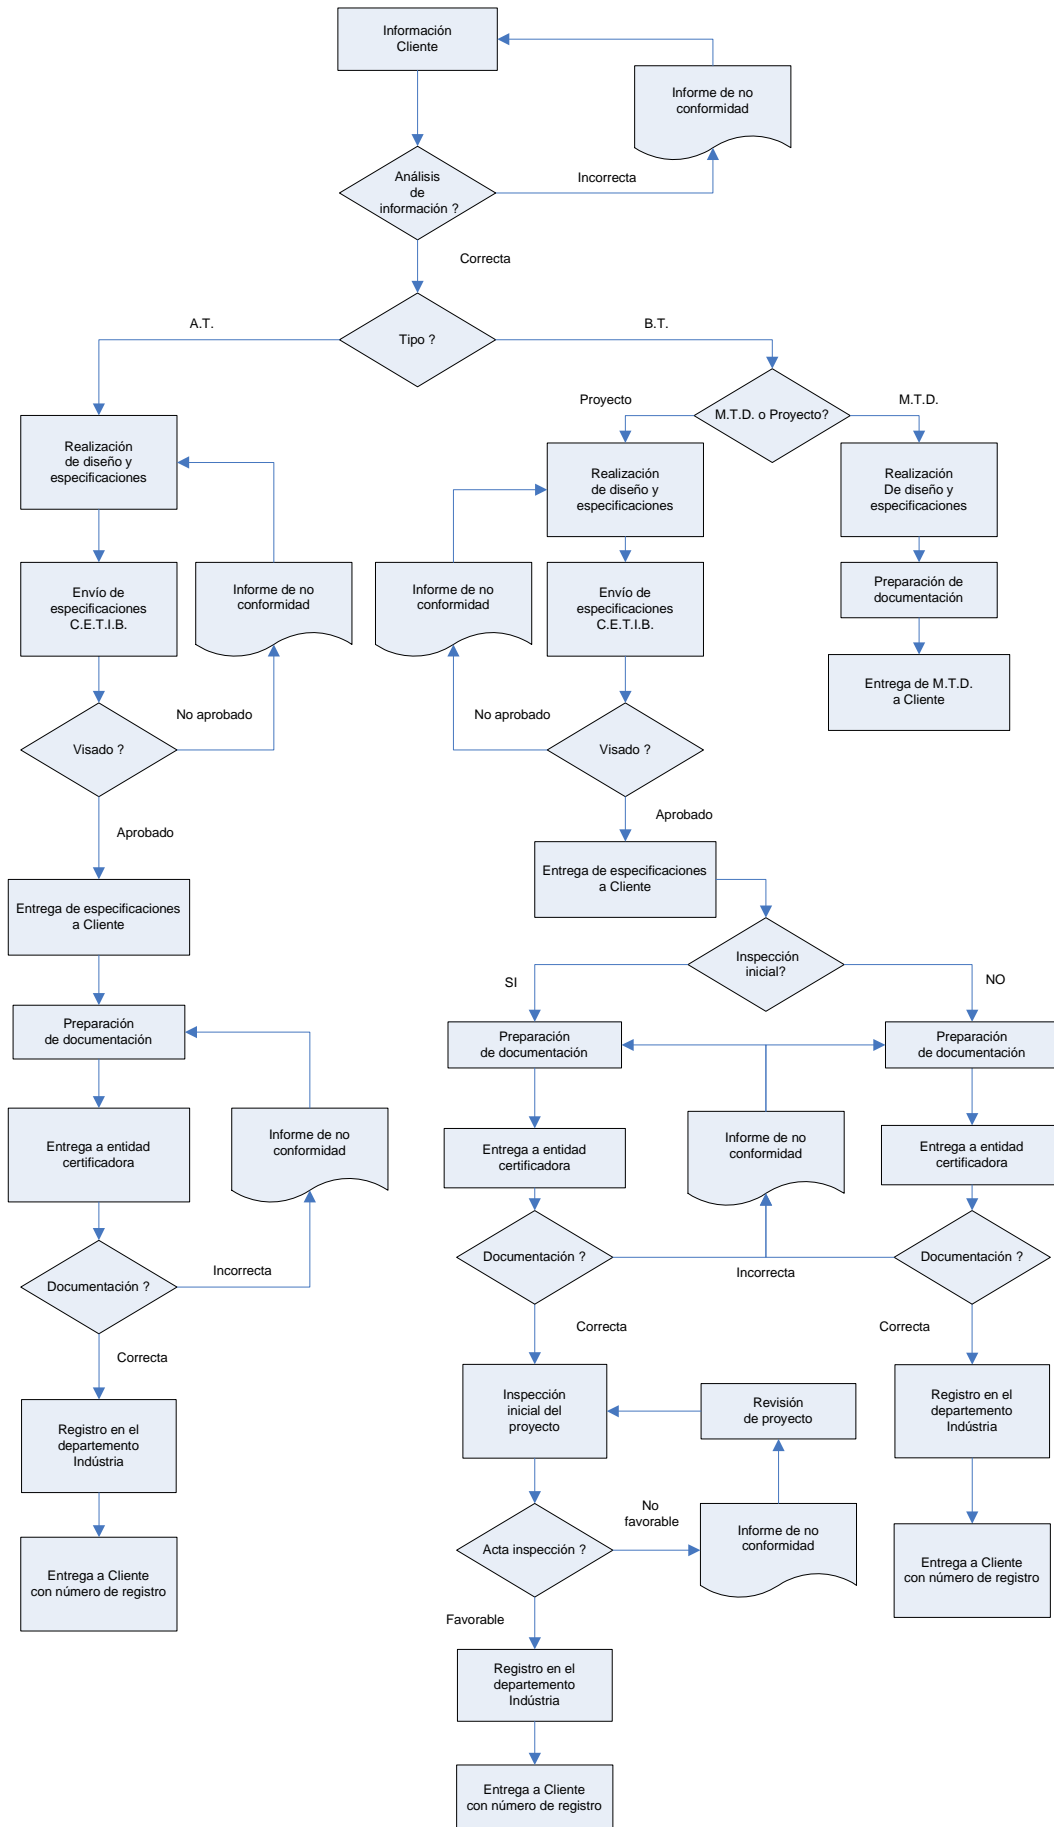 Información
Cliente
Informe de no
conformidad
Análisis
de
información ?
Incorrecta
Correcta
Tipo ?
A.T.
B.T.
M.T.D. o Proyecto?
Proyecto
M.T.D.
Realización
de diseño y
especificaciones
Realización
de diseño y
especificaciones
Realización
De diseño y
especificaciones
Envío de
especificaciones
C.E.T.I.B.
Informe de no
conformidad
Informe de no
conformidad
Envío de
especificaciones
C.E.T.I.B.
Preparación de
documentación
Entrega de M.T.D.
a Cliente
Visado ?
No aprobado
No aprobado
Visado ?
Aprobado
Aprobado
Entrega de especificaciones
a Cliente
Entrega de especificaciones
a Cliente
Inspección
inicial?
SI
NO
Preparación
de documentación
Preparación
de documentación
Preparación
de documentación
Entrega a entidad
certificadora
Informe de no
conformidad
Entrega a entidad
certificadora
Informe de no
conformidad
Entrega a entidad
certificadora
Documentación ?
Incorrecta
Documentación ?
Incorrecta
Documentación ?
Correcta
Correcta
Correcta
Registro en el
departemento
Indústria
Inspección
inicial del
proyecto
Revisión
de proyecto
Registro en el
departemento
Indústria
Entrega a Cliente
con número de registro
Acta inspección ?
No
favorable
Informe de no
conformidad
Entrega a Cliente
con número de registro
Favorable
Registro en el
departemento
Indústria
Entrega a Cliente
con número de registro